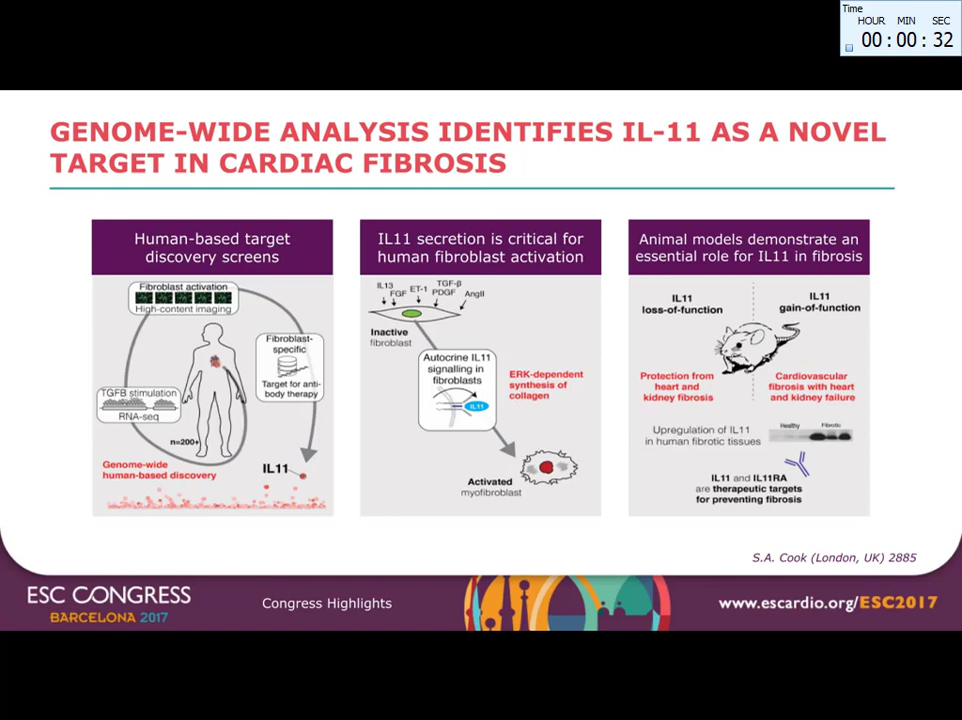 Time
HOUR MIN SEC
00:00:32
GENOME-WIDE ANALYSIS IDENTIFIES IL-11 AS A NOVEL
TARGET IN CARDIAC FIBROSIS
Human-based target
discovery screens
Fibroblast activation
High-content imaging
Fibroblast-
specific
Target for anti-
body therapy
TGFB stimulation
RNA-seq
n=200+
Genome-wide
human-based discovery
IL11
IL11 secretion is critical for
human fibroblast activation
IL13
FGF
ET-1
TGF-β
PDGF
AngII
Inactive
fibroblast
Autocrine IL11
signalling in
fibroblasts
IL11
ERK-dependent
synthesis of
collagen
Activated
myofibroblast
Animal models demonstrate an
essential role for IL11 in fibrosis
IL11
loss-of-function
IL11
gain-of-function
Protection from
heart and
kidney fibrosis
Cardiovascular
fibrosis with heart
and kidney failure
Upregulation of IL11
in human fibrotic tissues
Healthy Fibrotic
IL11 and IL11RA
are therapeutic targets
for preventing fibrosis
S.A. Cook (London, UK) 2885
ESC CONGRESS
BARCELONA 2017
Congress Highlights
www.escardio.org/ESC2017